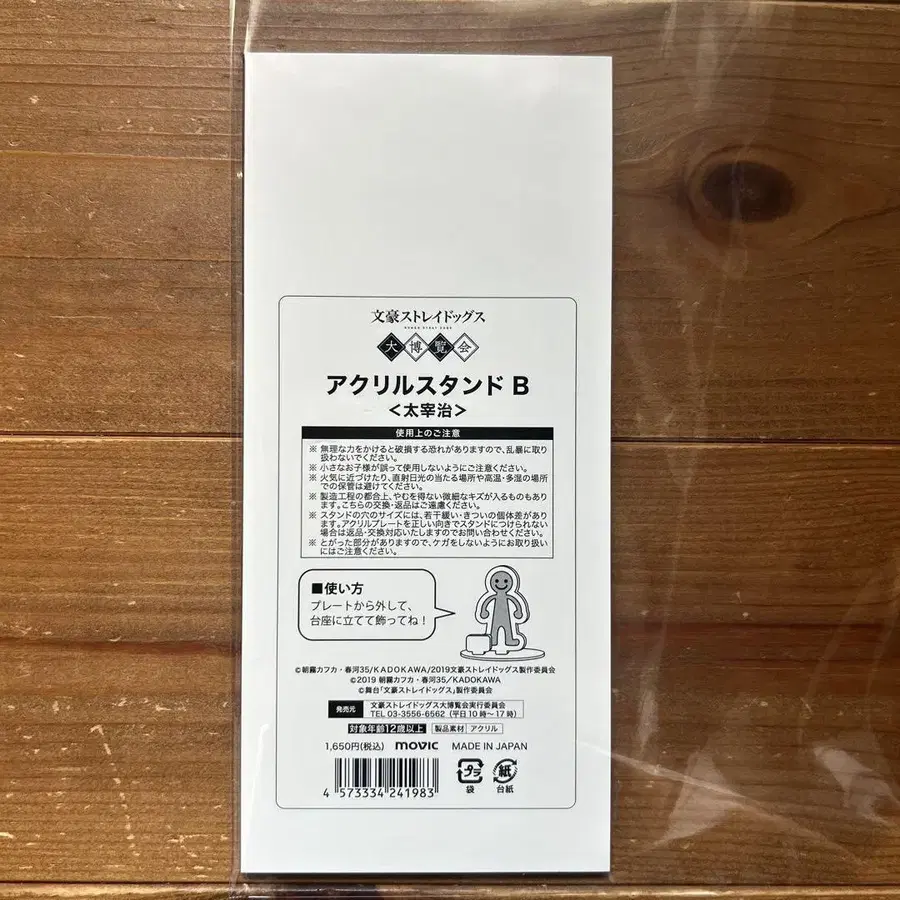 文豪ストレイドッグス
BUNGO STRAY DOGS
大博覧会
アクリルスタンド B
＜太宰治＞
使用上のご注意
※ 無理な力をかけると破損する恐れがありますので、乱暴に取り
扱わないでください。
※ 小さなお子様が誤って使用しないようにご注意ください。
※ 火気に近づけたり、直射日光の当たる場所や高温・多湿の場所
での保管は避けてください。
※ 製造工程の都合上、やむを得ない微細なキズが入るものもあり
ます。こちらの交換・返品はご遠慮ください。
※ スタンドの穴のサイズには、若干緩い・きついの個体差があり
ます。アクリルプレートを正しい向きでスタンドにつけられない
場合は返品・交換対応いたしますのでお問い合わせください。
※ とがった部分がありますので、ケガをしないようにお取り扱い
にはご注意ください。
■使い方
プレートから外して、
台座に立てて飾ってね！
©朝霧カフカ・春河35/KADOKAWA/2019文豪ストレイドッグス製作委員会
©2019 朝霧カフカ・春河35／KADOKAWA
©舞台「文豪ストレイドッグス」製作委員会
発売元 文豪ストレイドッグス大博覧会実行委員会
TEL 03-3556-6562（平日10時〜17時）
対象年齢12歳以上 製品素材 アクリル
1,650円(税込) movic MADE IN JAPAN
4 573334 241983
プラ 紙
袋 台紙